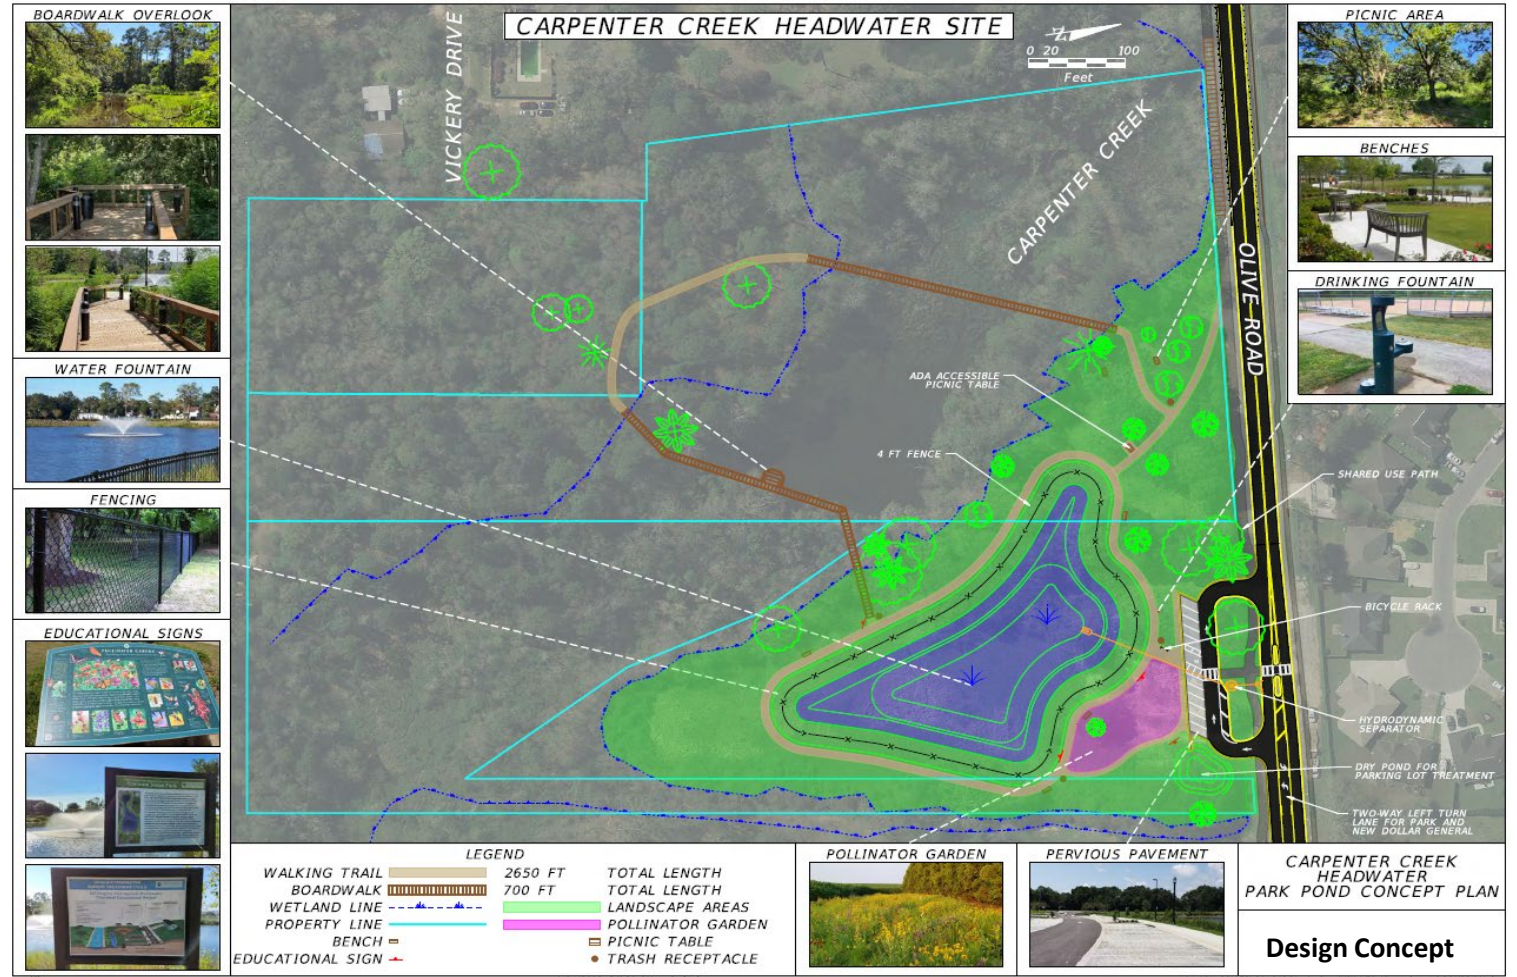 BOARDWALK OVERLOOK
WATER FOUNTAIN
FENCING
EDUCATIONAL SIGNS
CARPENTER CREEK HEADWATER SITE
VICKERY DRIVE
Z
0 20 100
Feet
CARPENTER CREEK
OLIVE ROAD
ADA ACCESSIBLE
PICNIC TABLE
4 FT FENCE
SHARED USE PATH
BICYCLE RACK
HYDRODYNAMIC
SEPARATOR
DRY POND FOR
PARKING LOT TREATMENT
TWO-WAY LEFT TURN
LANE FOR PARK AND
NEW DOLLAR GENERAL
PICNIC AREA
BENCHES
DRINKING FOUNTAIN
LEGEND
WALKING TRAIL 2650 FT TOTAL LENGTH
BOARDWALK 700 FT TOTAL LENGTH
WETLAND LINE LANDSCAPE AREAS
PROPERTY LINE POLLINATOR GARDEN
BENCH PICNIC TABLE
EDUCATIONAL SIGN TRASH RECEPTACLE
POLLINATOR GARDEN
PERVIOUS PAVEMENT
CARPENTER CREEK
HEADWATER
PARK POND CONCEPT PLAN
Design Concept